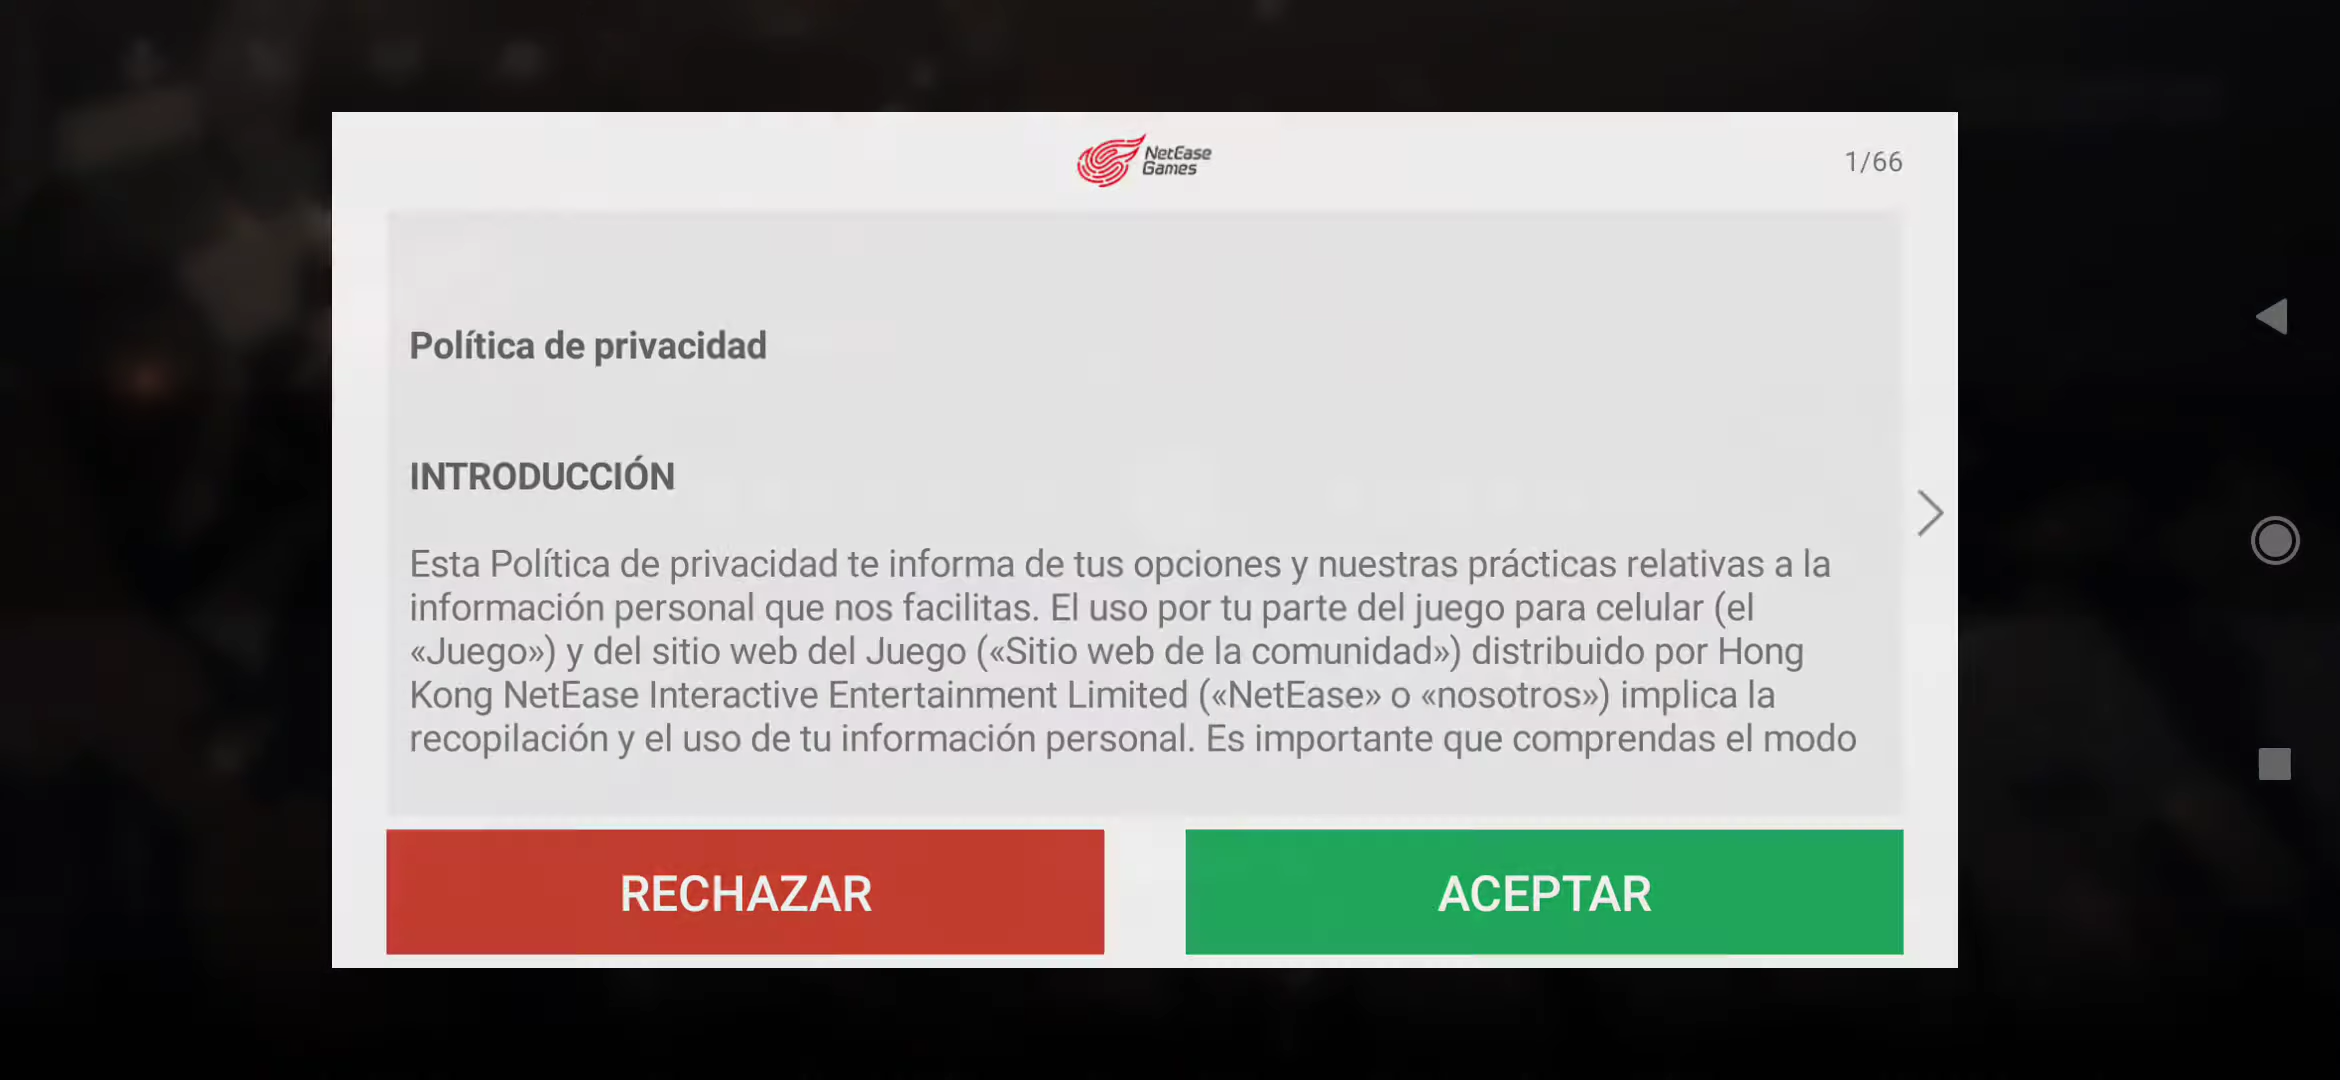 NetEase
Games
1/66
Política de privacidad
INTRODUCCIÓN
Esta Política de privacidad te informa de tus opciones y nuestras prácticas relativas a la
información personal que nos facilitas. El uso por tu parte del juego para celular (el
«Juego») y del sitio web del Juego («Sitio web de la comunidad») distribuido por Hong
Kong NetEase Interactive Entertainment Limited («NetEase» o «nosotros») implica la
recopilación y el uso de tu información personal. Es importante que comprendas el modo
RECHAZAR
ACEPTAR